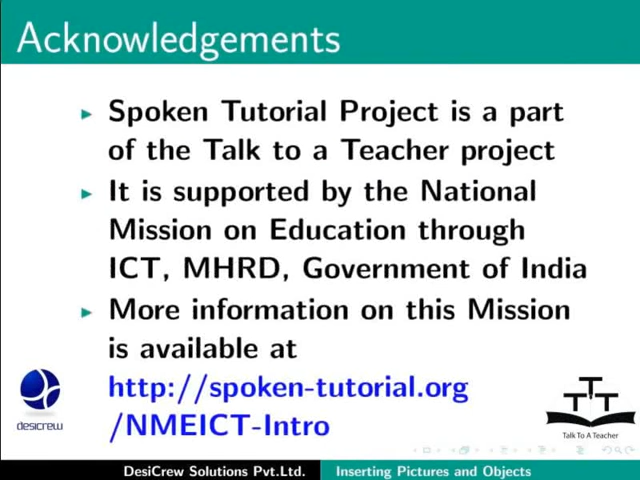 Acknowledgements
Spoken Tutorial Project is a part
of the Talk to a Teacher project
It is supported by the National
Mission on Education through
ICT, MHRD, Government of India
More information on this Mission
is available at
http://spoken-tutorial.org
/NMEICT-Intro
desicrew
T T T
Talk To A Teacher
DesiCrew Solutions Pvt.Ltd. Inserting Pictures and Objects